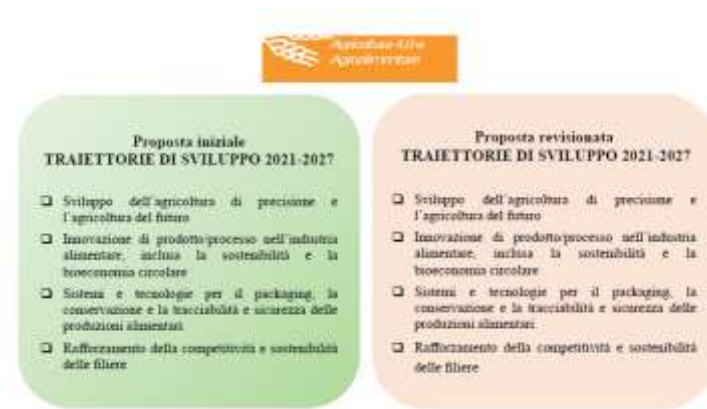 Agroalimentare
Proposta iniziale
TRAIETTORIE DI SVILUPPO 2021-2027
Sviluppo dell'agricoltura di precisione e
l'agricoltura del futuro
Innovazione di prodotto/processo nell'industria
alimentare, inclusa la sostenibilità e la
bioeconomia circolare
Sistemi e tecnologie per il packaging, la
conservazione e la tracciabilità e sicurezza delle
produzioni alimentari
Rafforzamento della competitività e sostenibilità
delle filiere
Proposta revisionata
TRAIETTORIE DI SVILUPPO 2021-2027
Sviluppo dell'agricoltura di precisione e
l'agricoltura del futuro
Innovazione di prodotto/processo nell'industria
alimentare, inclusa la sostenibilità e la
bioeconomia circolare
Sistemi e tecnologie per il packaging, la
conservazione e la tracciabilità e sicurezza delle
produzioni alimentari
Rafforzamento della competitività e sostenibilità
delle filiere